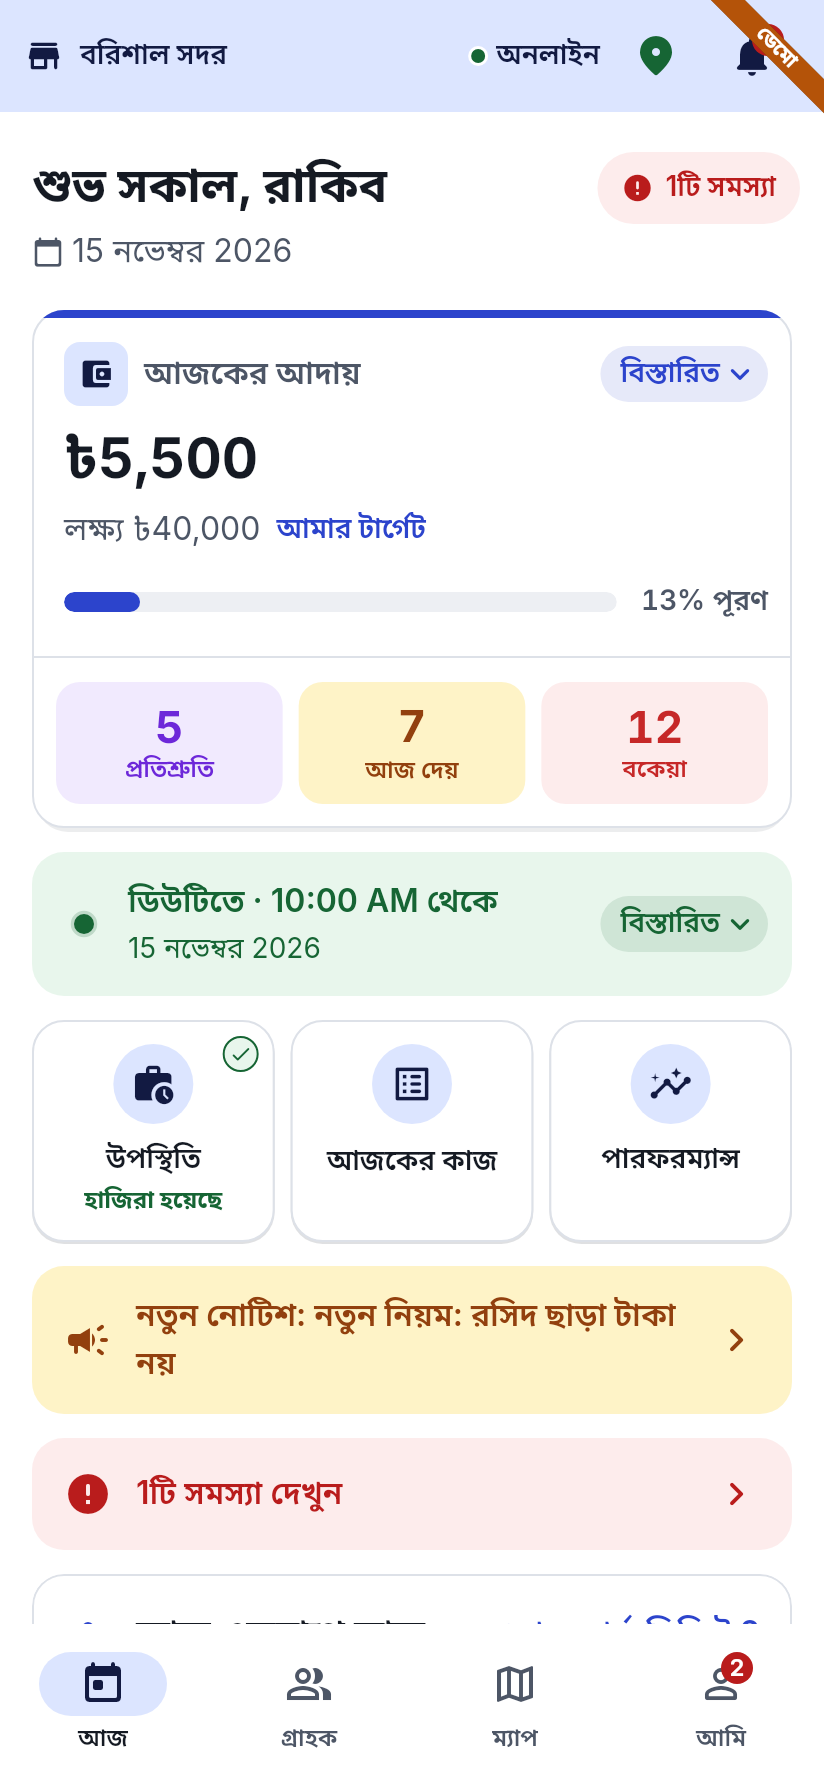 বরিশাল সদর
অনলাইন
ডেমো
শুভ সকাল, রাকিব
1টি সমস্যা
15 নভেম্বর 2026
আজকের আদায়
বিস্তারিত
৳5,500
লক্ষ্য ৳40,000 আমার টার্গেট
13% পূরণ
5
প্রতিশ্রুতি
7
আজ দেয়
12
বকেয়া
ডিউটিতে · 10:00 AM থেকে
15 নভেম্বর 2026
বিস্তারিত
উপস্থিতি
হাজিরা হয়েছে
আজকের কাজ
পারফরম্যান্স
নতুন নোটিশ: নতুন নিয়ম: রসিদ ছাড়া টাকা
নয়
1টি সমস্যা দেখুন
2
আজ
গ্রাহক
ম্যাপ
আমি